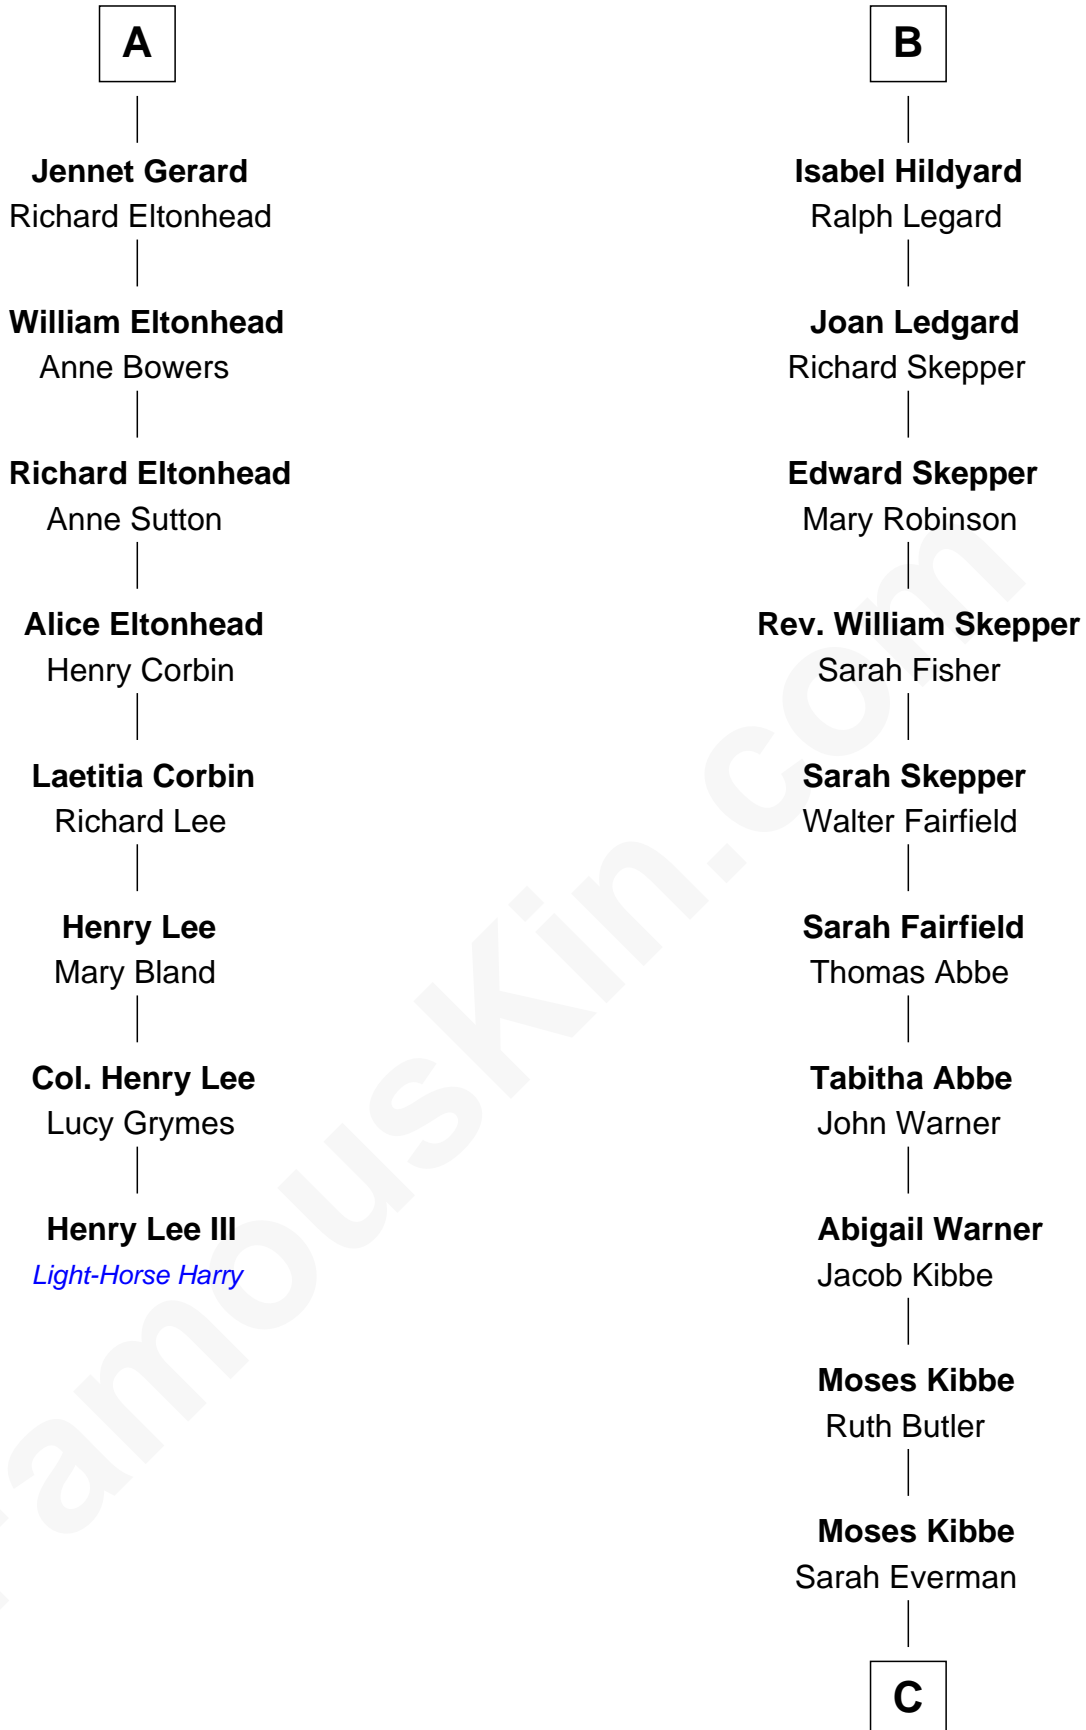 A
Jennet Gerard
Richard Eltonhead
William Eltonhead
Anne Bowers
Richard Eltonhead
Anne Sutton
Alice Eltonhead
Henry Corbin
Laetitia Corbin
Richard Lee
Henry Lee
Mary Bland
Col. Henry Lee
Lucy Grymes
Henry Lee III
Light-Horse Harry
B
Isabel Hildyard
Ralph Legard
Joan Ledgard
Richard Skepper
Edward Skepper
Mary Robinson
Rev. William Skepper
Sarah Fisher
Sarah Skepper
Walter Fairfield
Sarah Fairfield
Thomas Abbe
Tabitha Abbe
John Warner
Abigail Warner
Jacob Kibbe
Moses Kibbe
Ruth Butler
Moses Kibbe
Sarah Everman
C
FamousKin.com